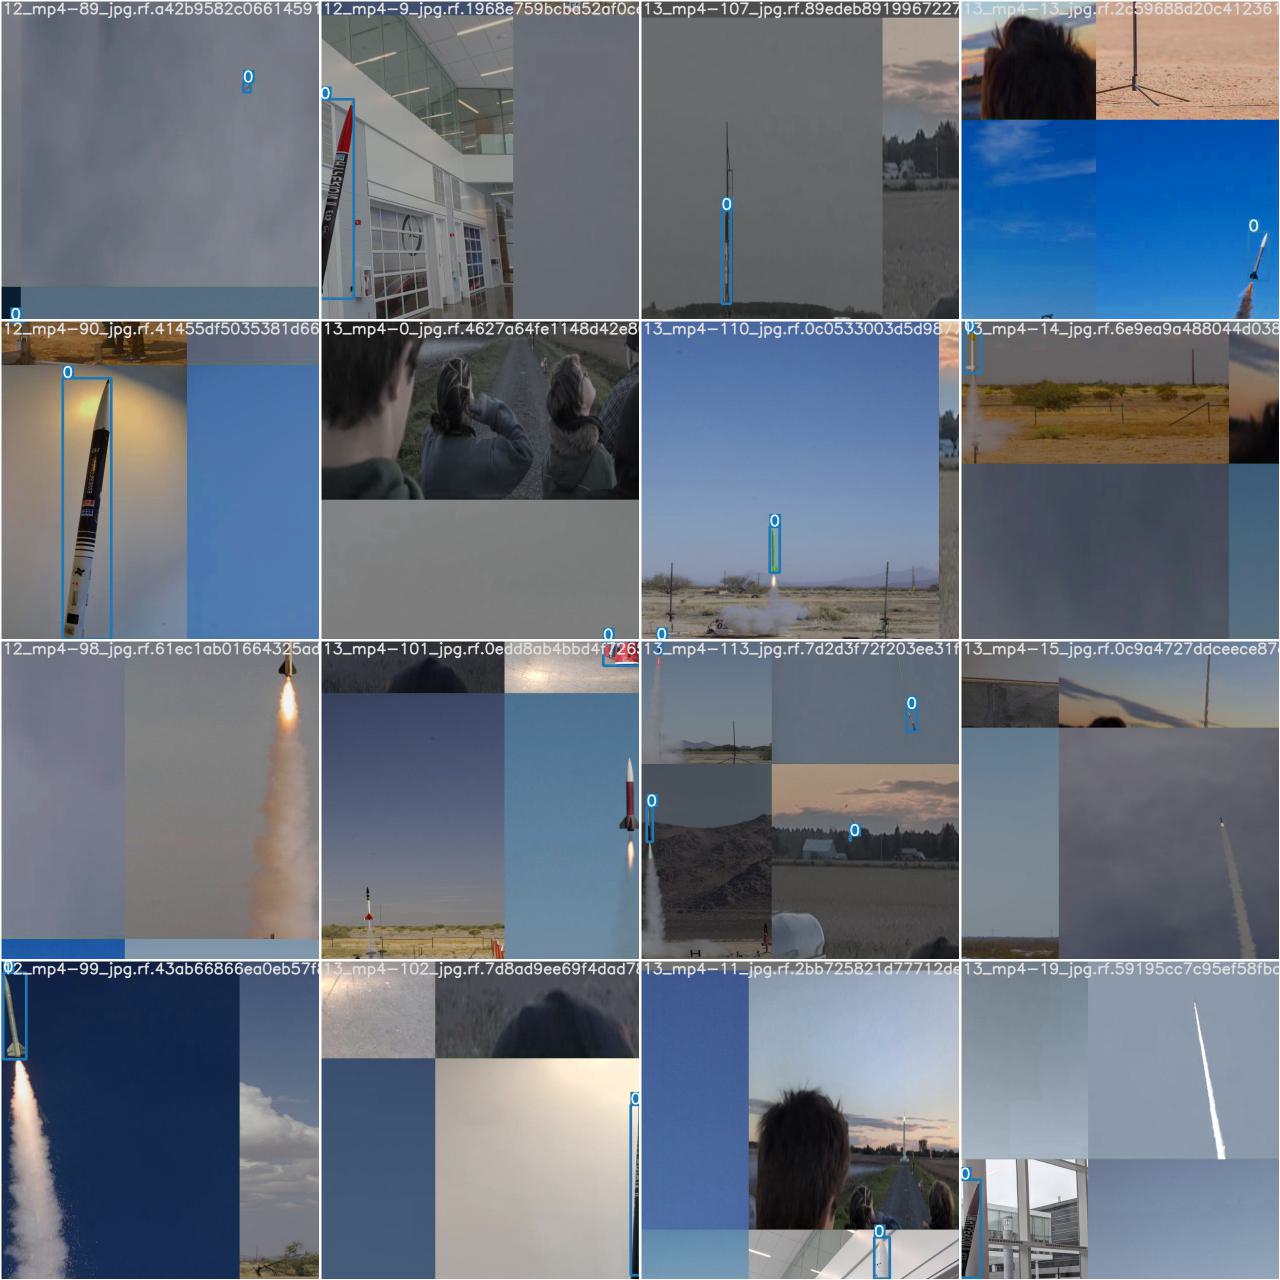 12_mp4-89_jpg.rf.a42b9582c06614591
12_mp4-9_jpg.rf.1968e759bcbd52af0c
13_mp4-107_jpg.rf.89edeb8919967227
13_mp4-13_jpg.rf.2c59688d20c412361
0
0
0
0
0
12_mp4-90_jpg.rf.41455df5035381d66
13_mp4-0_jpg.rf.4627a64fe1148d42e8
13_mp4-110_jpg.rf.0c0533003d5d987
13_mp4-14_jpg.rf.6e9ea9a488044d038
0
0
0
0
12_mp4-98_jpg.rf.61ec1ab01664325ad
13_mp4-101_jpg.rf.0edd8ab4bbd4f7265
13_mp4-113_jpg.rf.7d2d3f72f203ee31f
13_mp4-15_jpg.rf.0c9a4727ddceece87
0
0
0
12_mp4-99_jpg.rf.43ab66866ea0eb57f
13_mp4-102_jpg.rf.7d8ad9ee69f4dad78
13_mp4-11_jpg.rf.2bb725821d77712de
13_mp4-19_jpg.rf.59195cc7c95ef58fbc
0
0
0
0